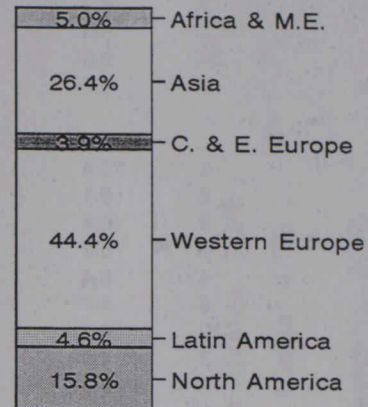 5.0% Africa & M.E.
26.4% Asia
3.9% C. & E. Europe
44.4% Western Europe
4.6% Latin America
15.8% North America